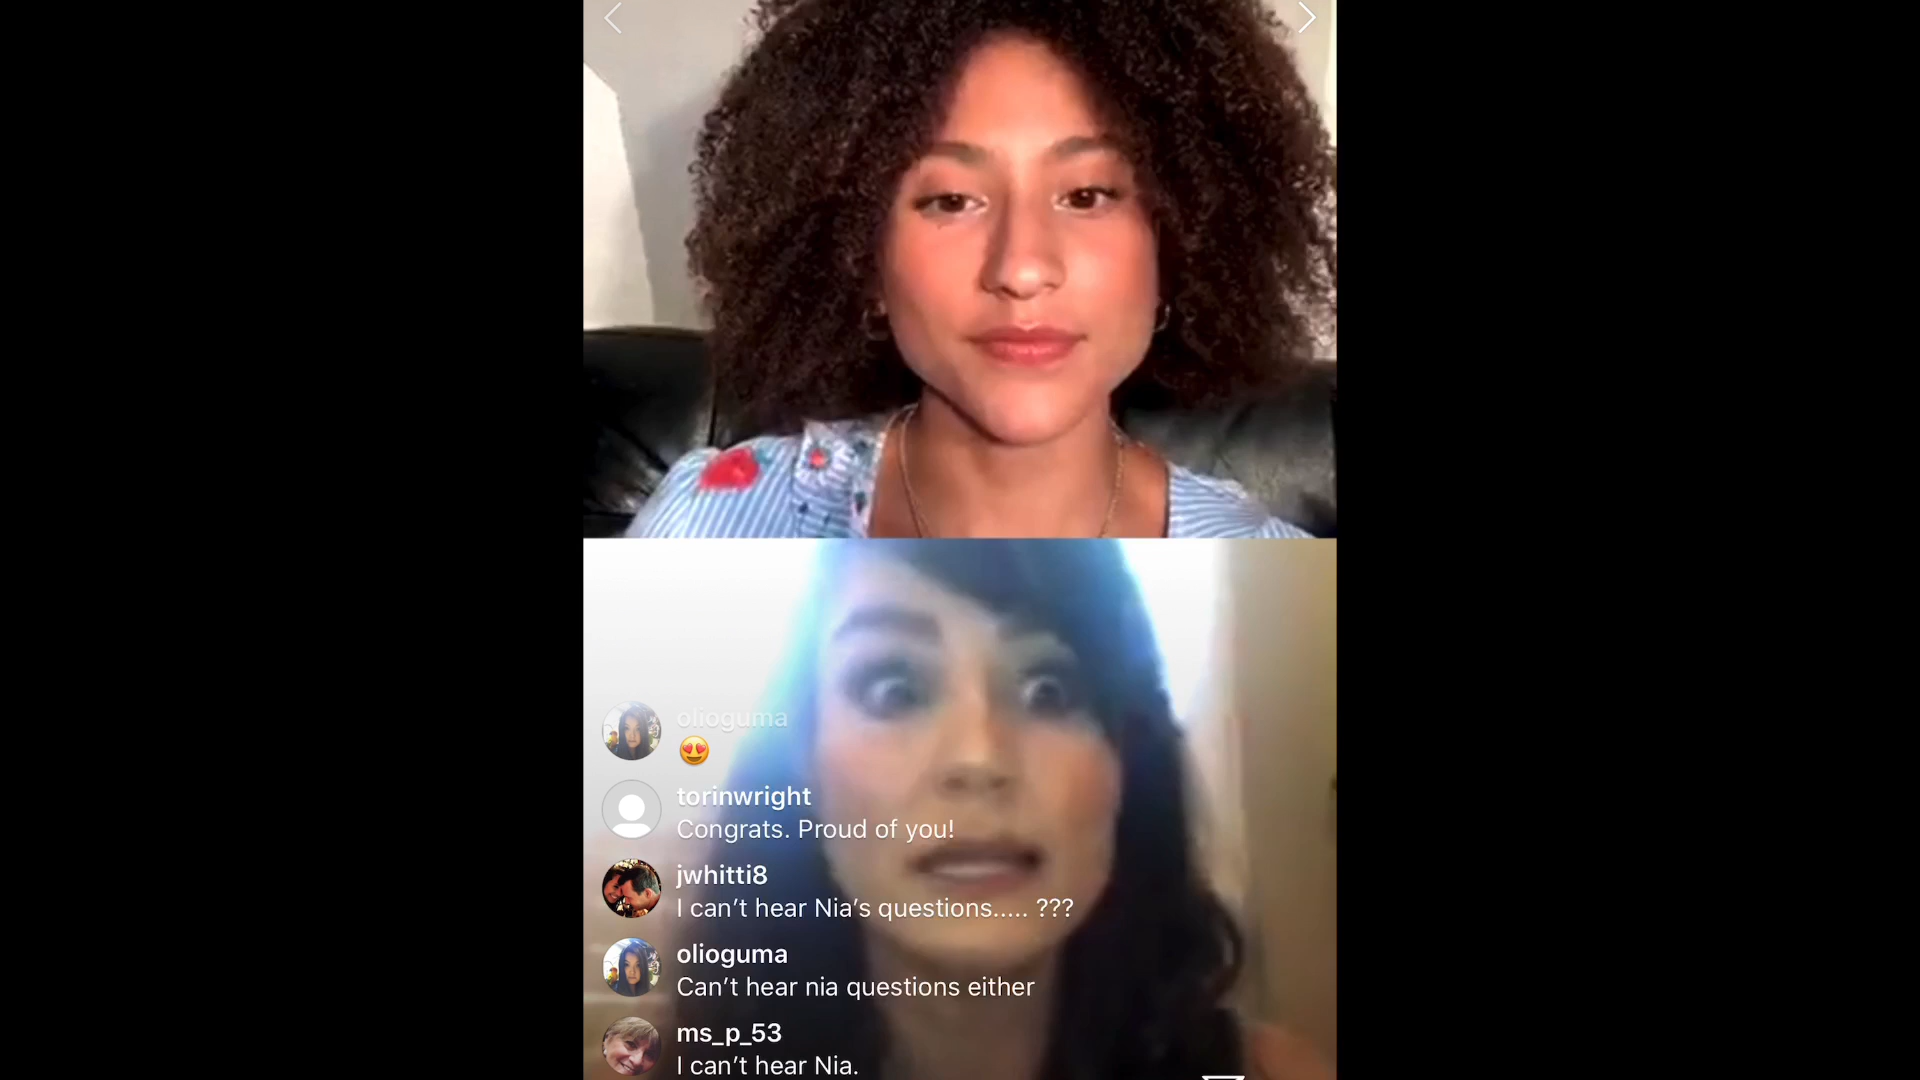 olioguma
😍
torinwright
Congrats. Proud of you!
jwhitti8
I can’t hear Nia’s questions..... ???
olioguma
Can’t hear nia questions either
ms_p_53
I can’t hear Nia.